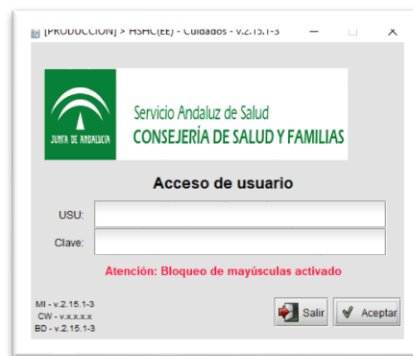 [PRODUCCIÓN] > HSHC(EE) - Cuidados - v.2.15.1-3
JUNTA DE ANDALUCIA
Servicio Andaluz de Salud
CONSEJERÍA DE SALUD Y FAMILIAS
Acceso de usuario
USU:
Clave:
Atención: Bloqueo de mayúsculas activado
MI - v.2.15.1-3
CW - v.x.x.x.x
BD - v.2.15.1-3
Salir
Aceptar